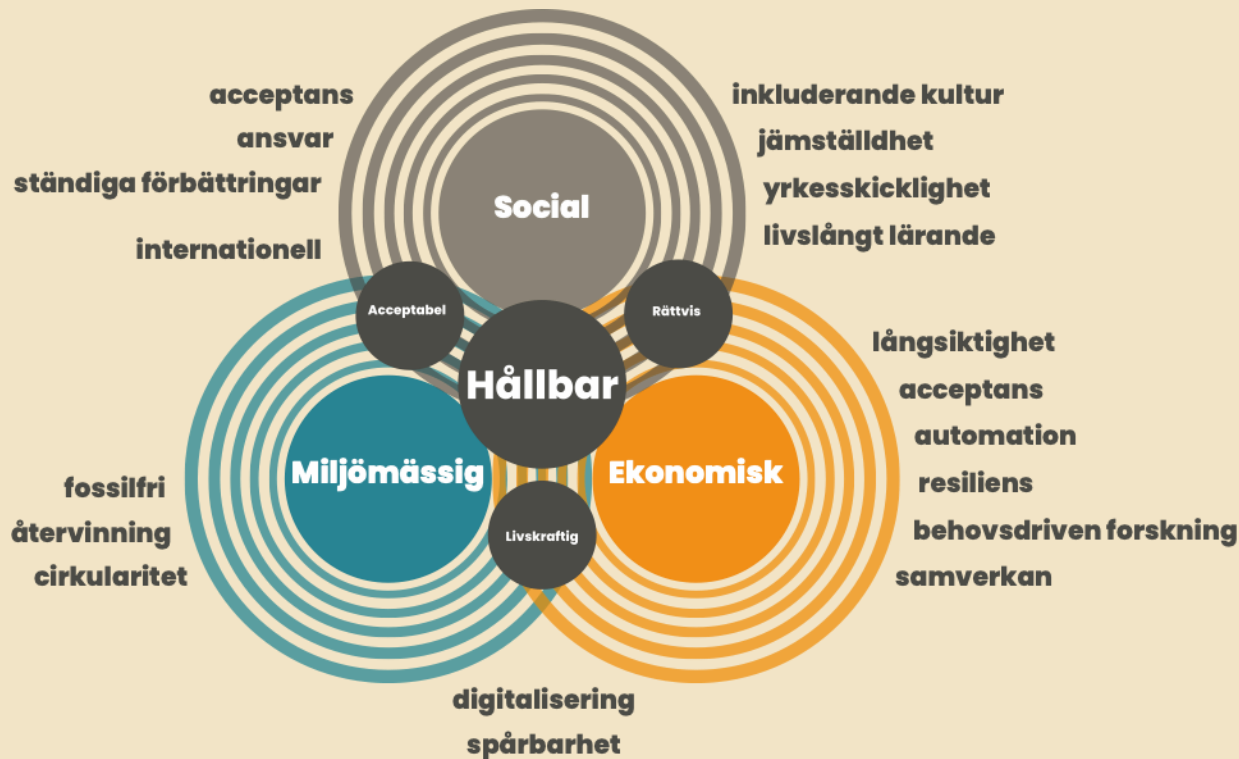 acceptans
ansvar
ständiga förbättringar
internationell
inkluderande kultur
jämställdhet
yrkesskicklighet
livslångt lärande
Social
Acceptabel
Rättvis
Hållbar
Miljömässig
Ekonomisk
Livskraftig
långsiktighet
acceptans
automation
resiliens
behovsdriven forskning
samverkan
fossilfri
återvinning
cirkularitet
digitalisering
spårbarhet